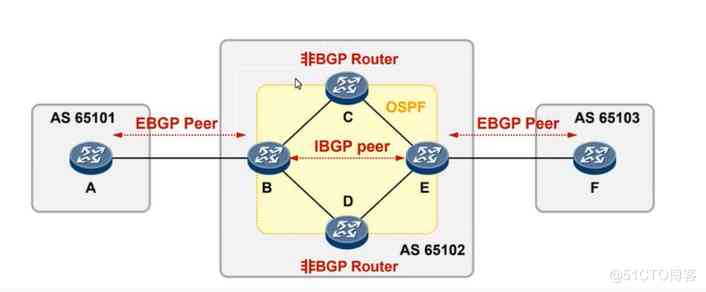 非BGP Router
C
OSPF
AS 65101
EBGP Peer
EBGP Peer
AS 65103
IBGP peer
A
B
E
F
D
AS 65102
非BGP Router
@51CTO博客